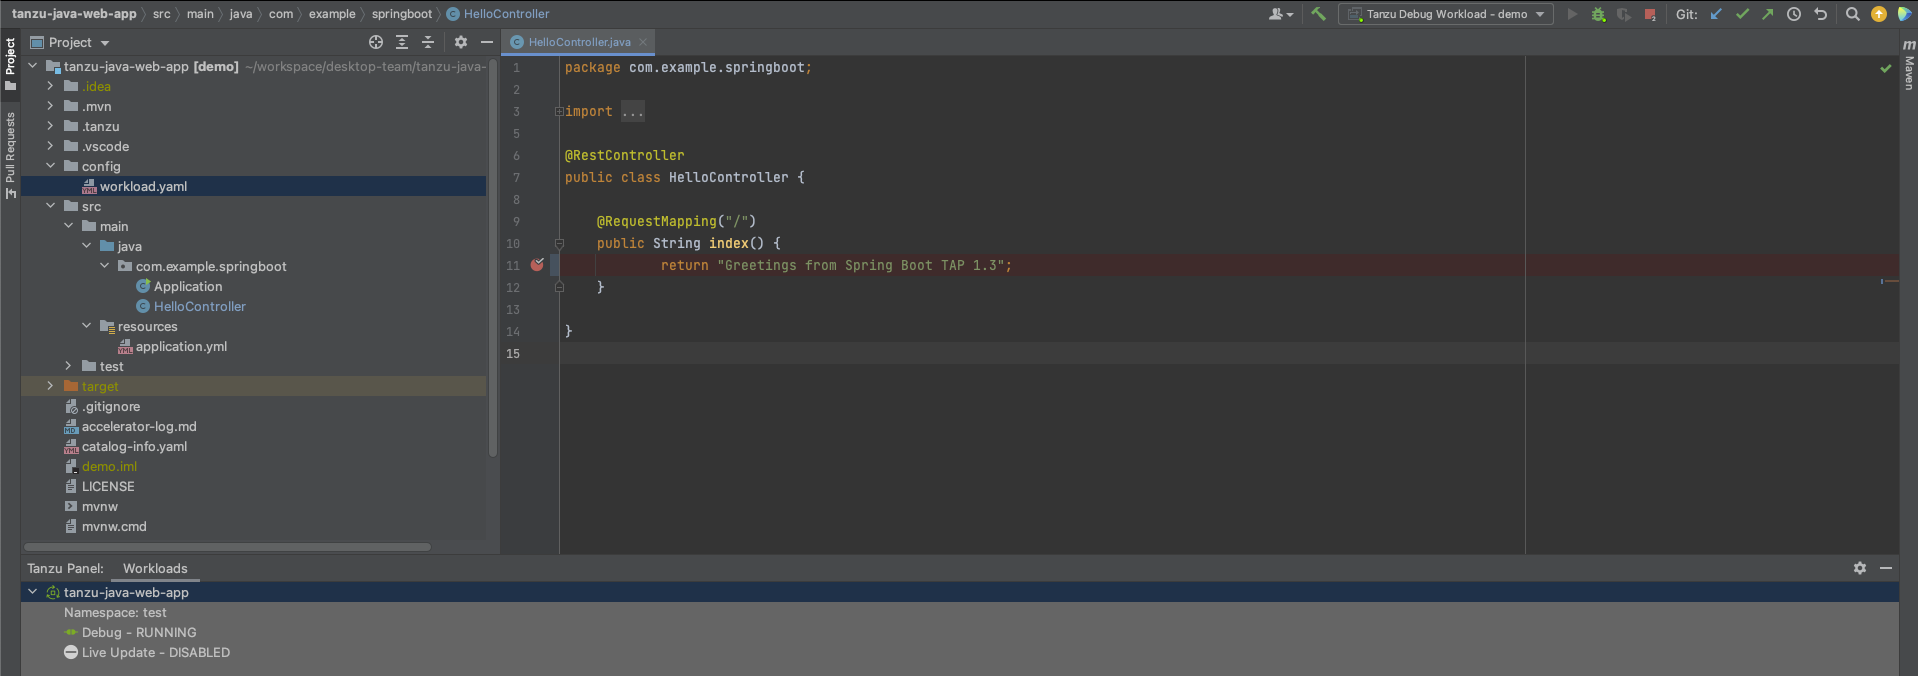 tanzu-java-web-app src main java com example springboot HelloController
Tanzu Debug Workload - demo
Git:
Project
Pull Requests
Project
tanzu-java-web-app [demo] ~/workspace/desktop-team/tanzu-java-
.idea
.mvn
.tanzu
.vscode
config
workload.yaml
src
main
java
com.example.springboot
Application
HelloController
resources
application.yml
test
target
.gitignore
accelerator-log.md
catalog-info.yaml
demo.iml
LICENSE
mvnw
mvnw.cmd
HelloController.java
1 package com.example.springboot;
2
3 import ...
5
6 @RestController
7 public class HelloController {
8
9 @RequestMapping("/")
10 public String index() {
11 return "Greetings from Spring Boot TAP 1.3";
12 }
13
14 }
15
m
Maven
Tanzu Panel: Workloads
tanzu-java-web-app
Namespace: test
Debug - RUNNING
Live Update - DISABLED